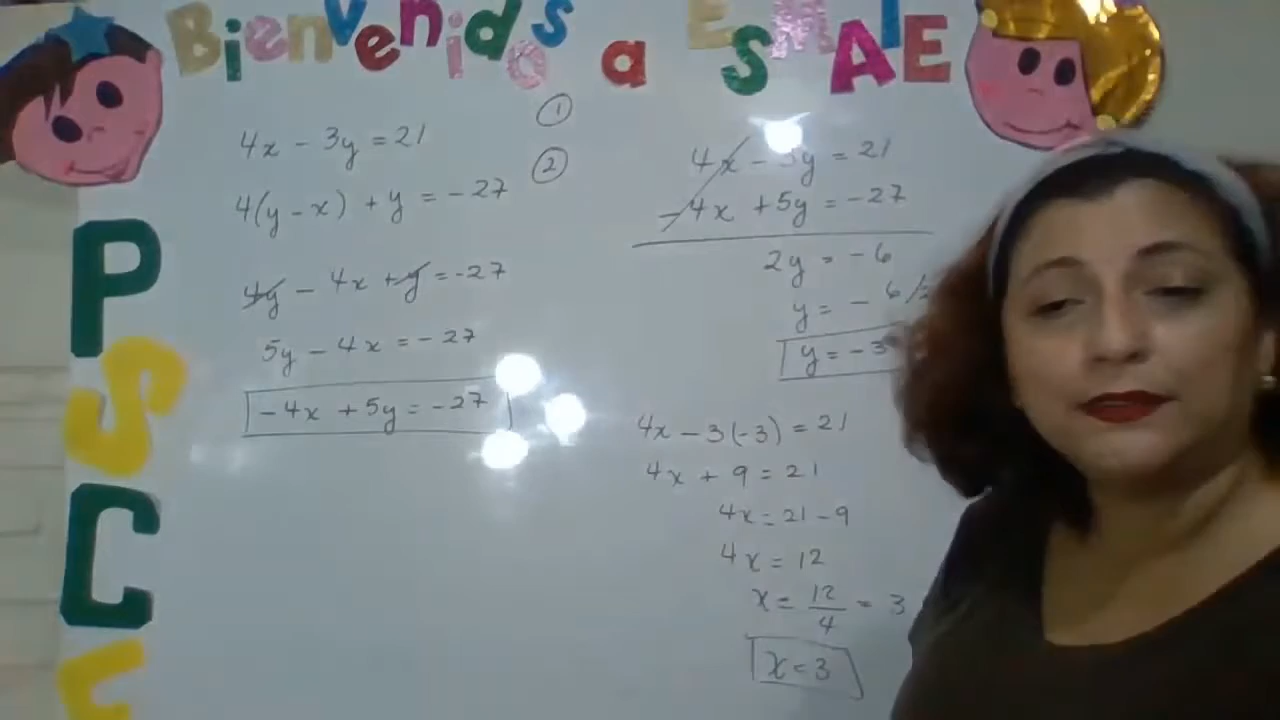 Bienvenidos a ESMAIE
P
S
C
4x - 3y = 21 ①
4(y - x) + y = -27 ②
4y - 4x + y = -27
5y - 4x = -27
-4x + 5y = -27
4x - 3y = 21
-4x + 5y = -27
2y = -6
y = - 6/
y = -3
4x - 3(-3) = 21
4x + 9 = 21
4x = 21 - 9
4x = 12
x = 12/4 = 3
x = 3